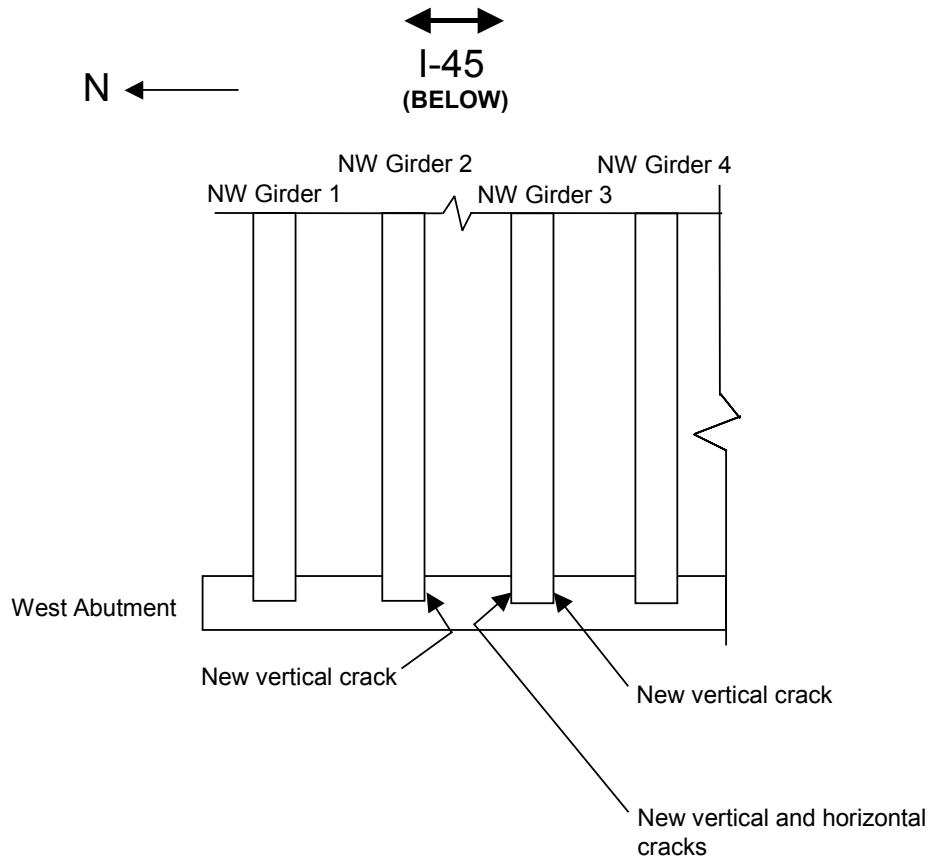 I-45
(BELOW)
N
NW Girder 1
NW Girder 2
NW Girder 3
NW Girder 4
West Abutment
New vertical crack
New vertical crack
New vertical and horizontal
cracks